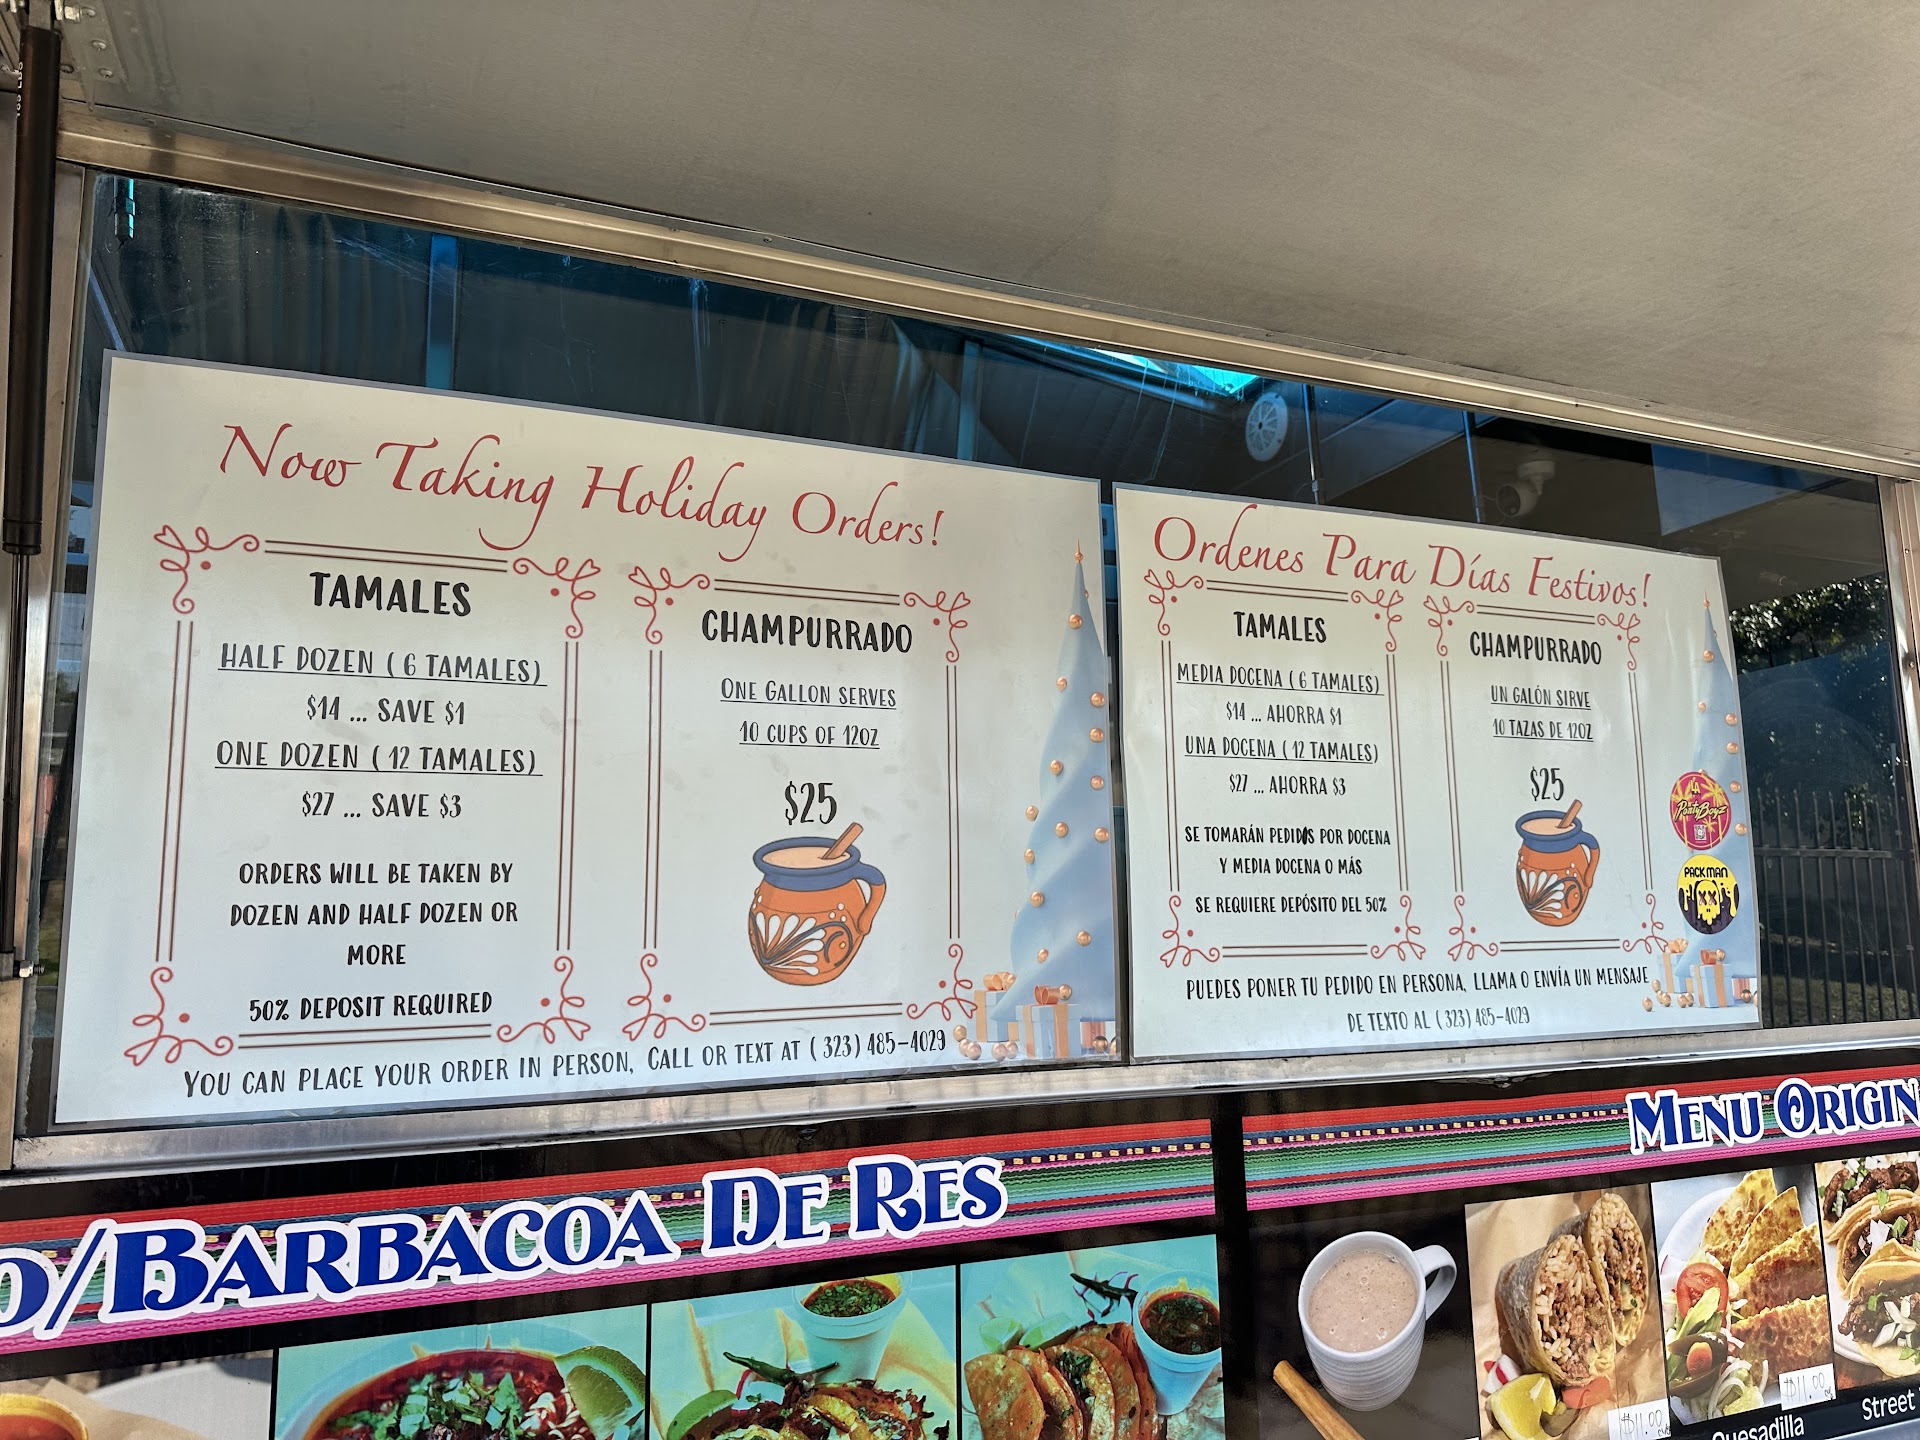 Now Taking Holiday Orders!
TAMALES
HALF DOZEN ( 6 TAMALES)
$14 ... SAVE $1
ONE DOZEN ( 12 TAMALES)
$27 ... SAVE $3
ORDERS WILL BE TAKEN BY
DOZEN AND HALF DOZEN OR
MORE
50% DEPOSIT REQUIRED
CHAMPURRADO
ONE GALLON SERVES
10 CUPS OF 12OZ
$25
YOU CAN PLACE YOUR ORDER IN PERSON, CALL OR TEXT AT ( 323) 485-4029
Ordenes Para Días Festivos!
TAMALES
MEDIA DOCENA ( 6 TAMALES)
$14 ... AHORRA $1
UNA DOCENA ( 12 TAMALES)
$27 ... AHORRA $3
SE TOMARÁN PEDIDOS POR DOCENA
Y MEDIA DOCENA O MÁS
SE REQUIERE DEPÓSITO DEL 50%
CHAMPURRADO
UN GALÓN SIRVE
10 TAZAS DE 12OZ
$25
LA
PartyBoyz
PACKMAN
PUEDES PONER TU PEDIDO EN PERSONA, LLAMA O ENVÍA UN MENSAJE
DE TEXTO AL ( 323) 485-4029
O/BARBACOA DE RES
MENU ORIGIN
$11.00
$11.00
Quesadilla
Street